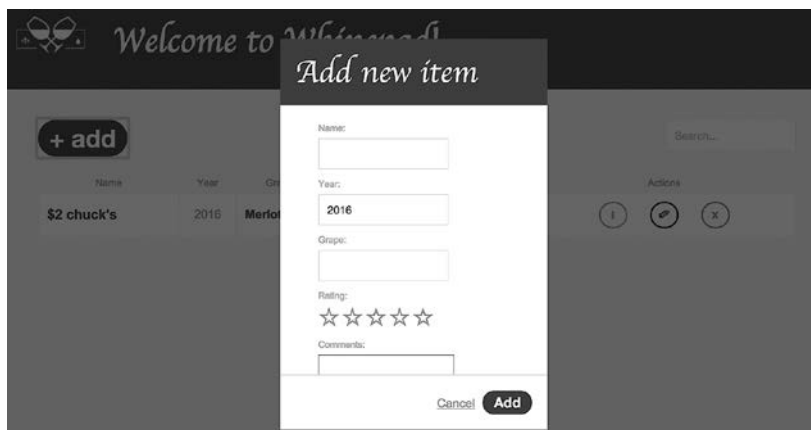 Welcome to Whinepad!
Add new item
+ add
Search...
Name Year Actions
$2 chuck's 2016 Merlot
Name:
Year:
2016
Grape:
Rating:
Comments:
Cancel Add